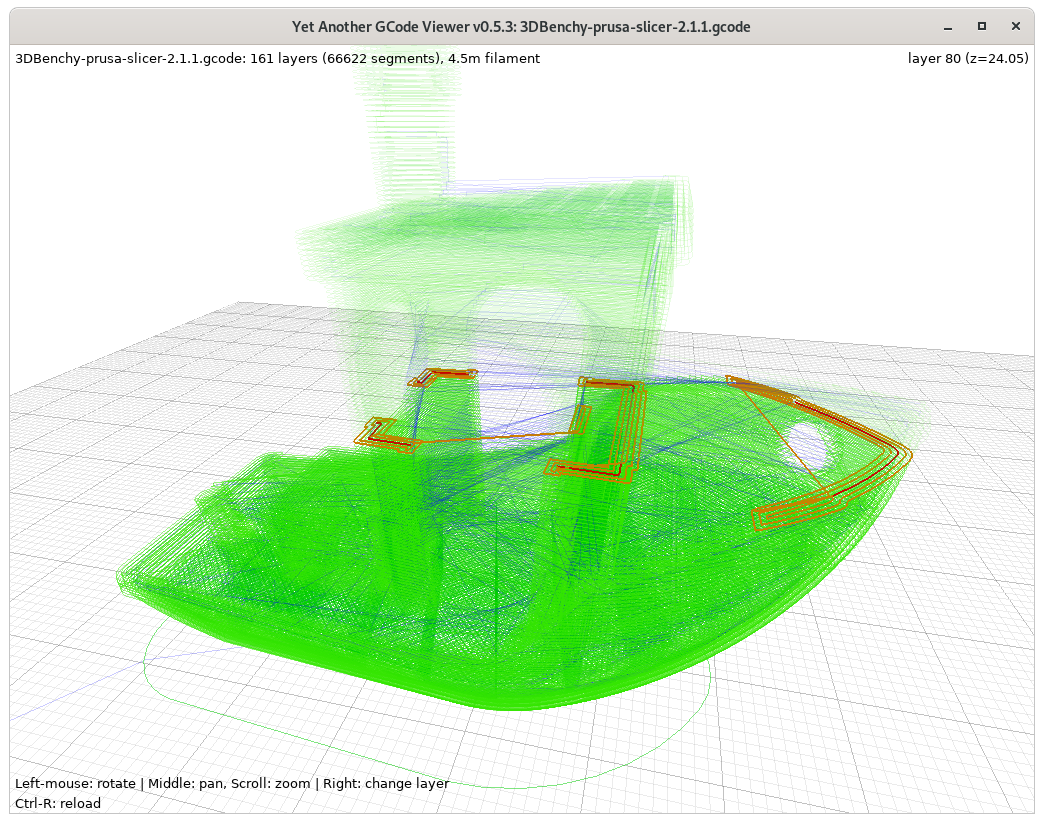 Yet Another GCode Viewer v0.5.3: 3DBenchy-prusa-slicer-2.1.1.gcode
3DBenchy-prusa-slicer-2.1.1.gcode: 161 layers (66622 segments), 4.5m filament
layer 80 (z=24.05)
Left-mouse: rotate | Middle: pan, Scroll: zoom | Right: change layer
Ctrl-R: reload